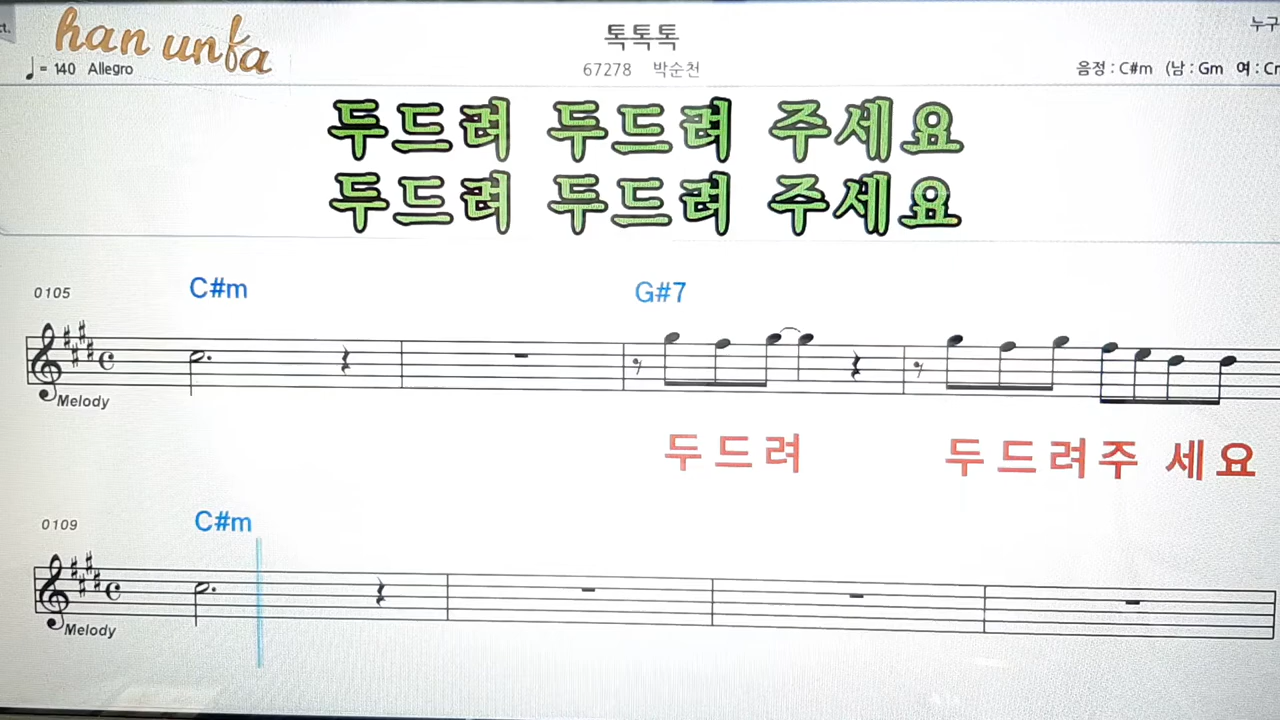 han unfa
톡톡톡
♩= 140 Allegro
67278 박순천
음정 : C#m (남 : Gm 여 :
두드려 두드려 주세요
두드려 두드려 주세요
0105
C#m G#7
Melody
두드려 두드려주 세요
0109
C#m
Melody